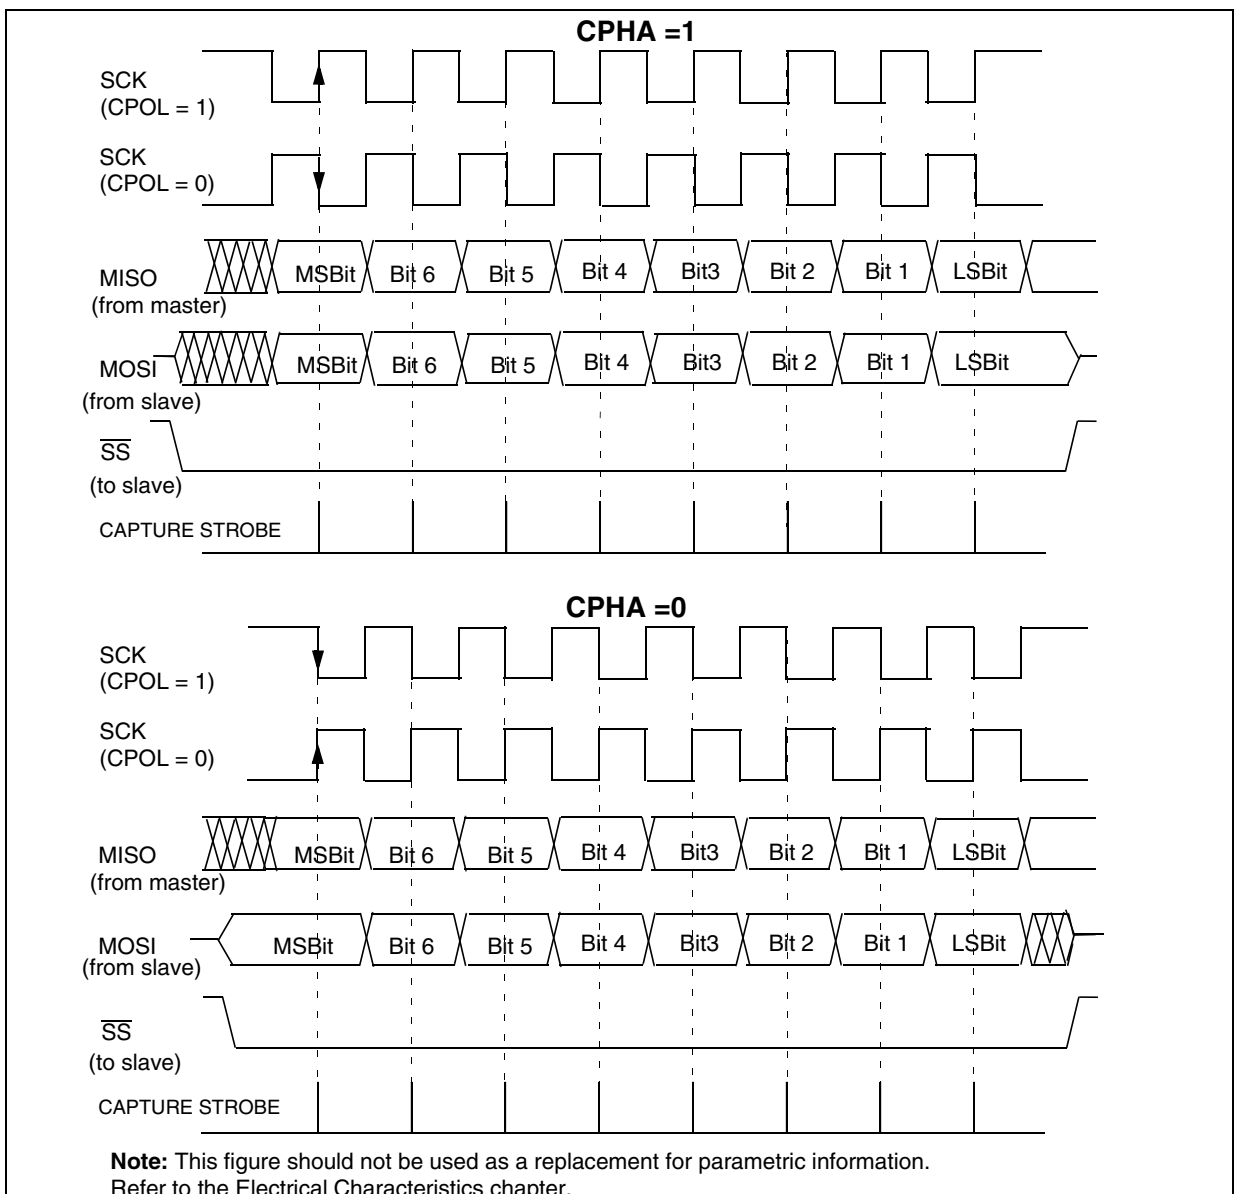 CPHA =1
SCK
(CPOL = 1)
SCK
(CPOL = 0)
MISO
(from master)
MSBit Bit 6 Bit 5 Bit 4 Bit3 Bit 2 Bit 1 LSBit
MOSI
(from slave)
MSBit Bit 6 Bit 5 Bit 4 Bit3 Bit 2 Bit 1 LSBit
SS
(to slave)
CAPTURE STROBE
CPHA =0
SCK
(CPOL = 1)
SCK
(CPOL = 0)
MISO
(from master)
MSBit Bit 6 Bit 5 Bit 4 Bit3 Bit 2 Bit 1 LSBit
MOSI
(from slave)
MSBit Bit 6 Bit 5 Bit 4 Bit3 Bit 2 Bit 1 LSBit
SS
(to slave)
CAPTURE STROBE
Note: This figure should not be used as a replacement for parametric information.
Refer to the Electrical Characteristics chapter.